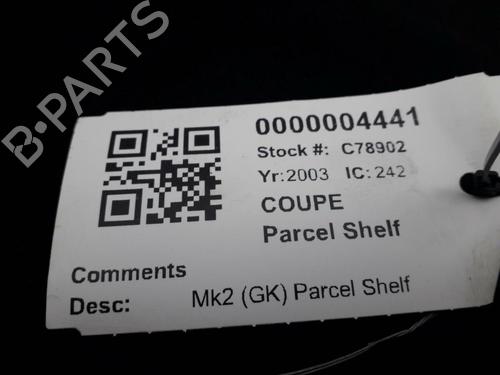 B-PARTS
0000004441
Stock #: C78902
Yr:2003 IC:242
COUPE
Parcel Shelf
Comments
Desc: Mk2 (GK) Parcel Shelf